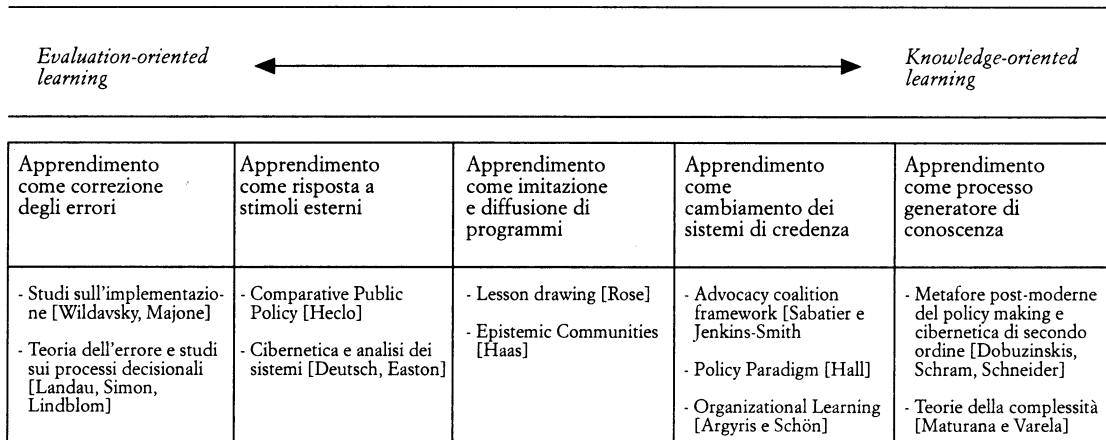 Evaluation-oriented
learning
Knowledge-oriented
learning
Apprendimento
come correzione
degli errori
Apprendimento
come risposta a
stimoli esterni
Apprendimento
come imitazione
e diffusione di
programmi
Apprendimento
come
cambiamento dei
sistemi di credenza
Apprendimento
come processo
generatore di
conoscenza
- Studi sull'implementazio-
ne [Wildavsky, Majone]
- Teoria dell'errore e studi
sui processi decisionali
[Landau, Simon,
Lindblom]
- Comparative Public
Policy [Heclo]
- Cibernetica e analisi dei
sistemi [Deutsch, Easton]
- Lesson drawing [Rose]
- Epistemic Communities
[Haas]
- Advocacy coalition
framework [Sabatier e
Jenkins-Smith
- Policy Paradigm [Hall]
- Organizational Learning
[Argyris e Schön]
- Metafore post-moderne
del policy making e
cibernetica di secondo
ordine [Dobuzinskis,
Schram, Schneider]
- Teorie della complessità
[Maturana e Varela]